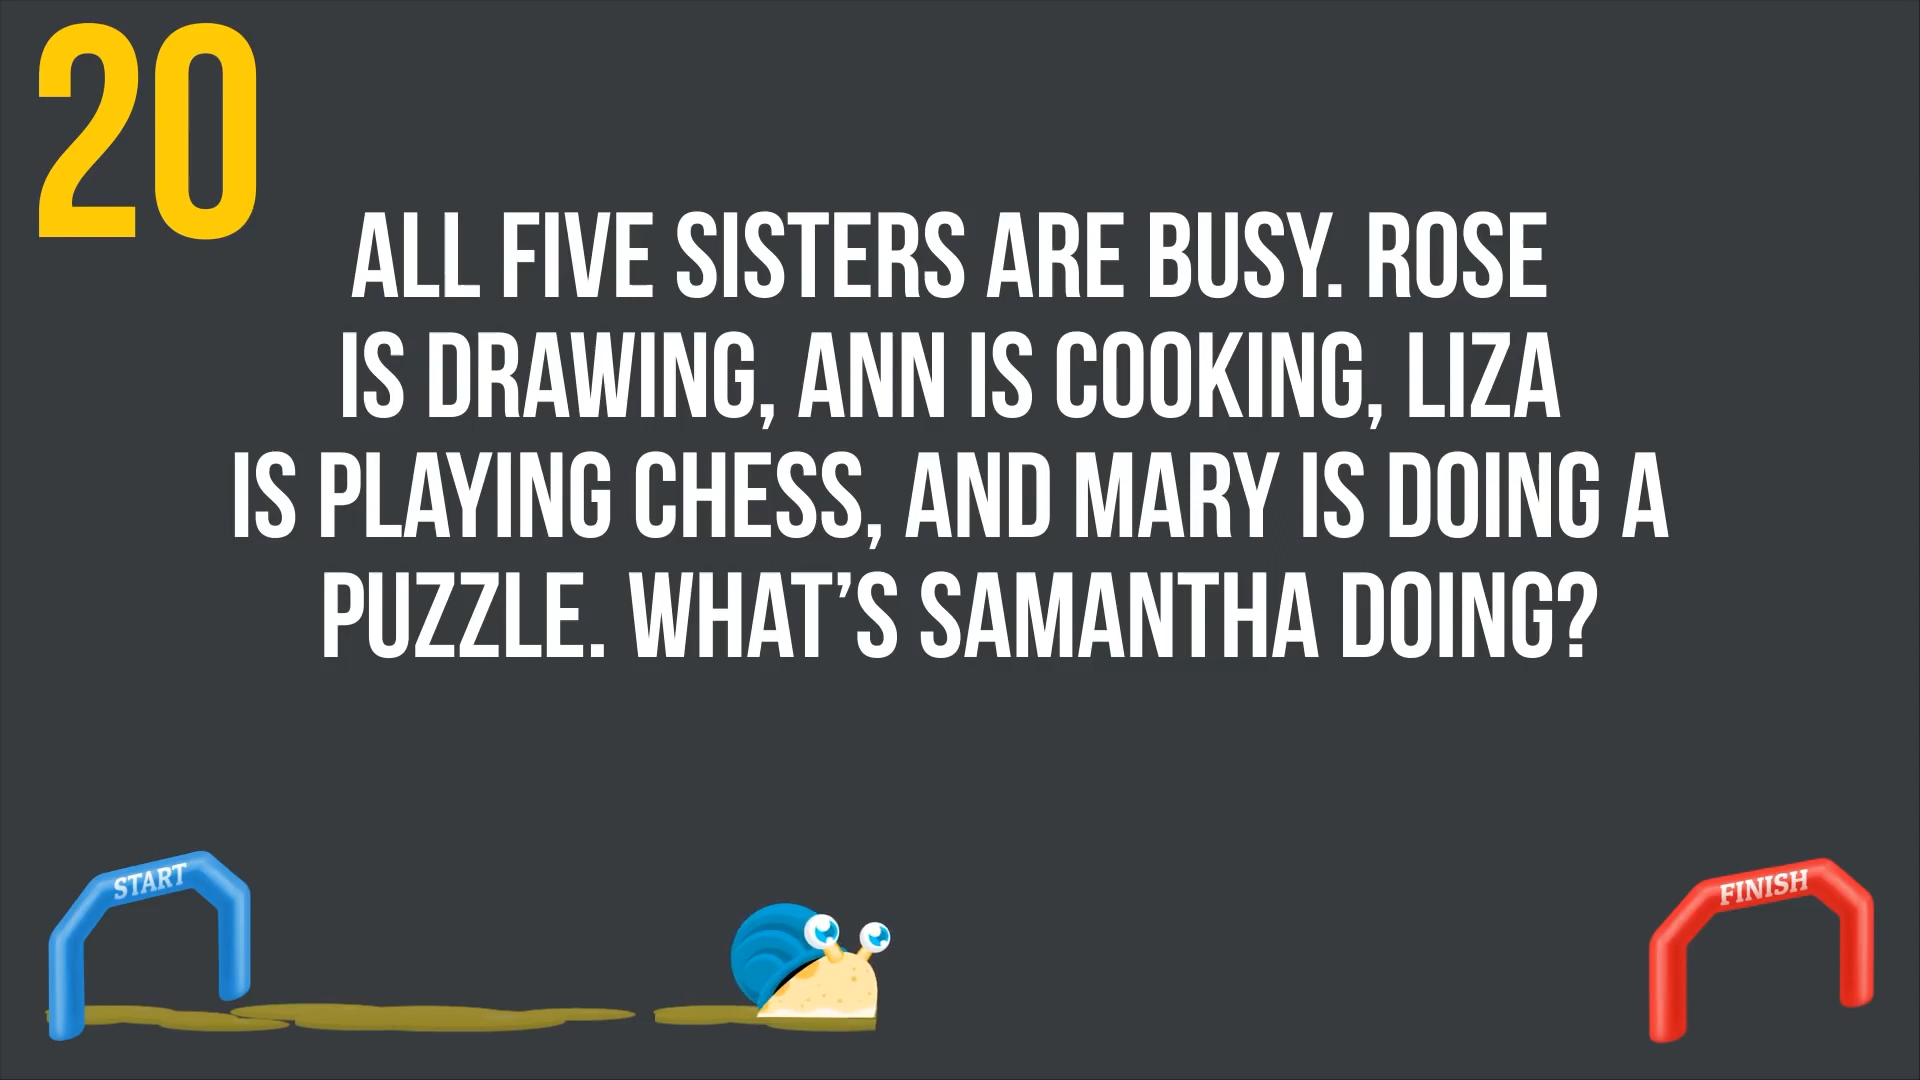 20
ALL FIVE SISTERS ARE BUSY. ROSE
IS DRAWING, ANN IS COOKING, LIZA
IS PLAYING CHESS, AND MARY IS DOING A
PUZZLE. WHAT’S SAMANTHA DOING?
START
FINISH